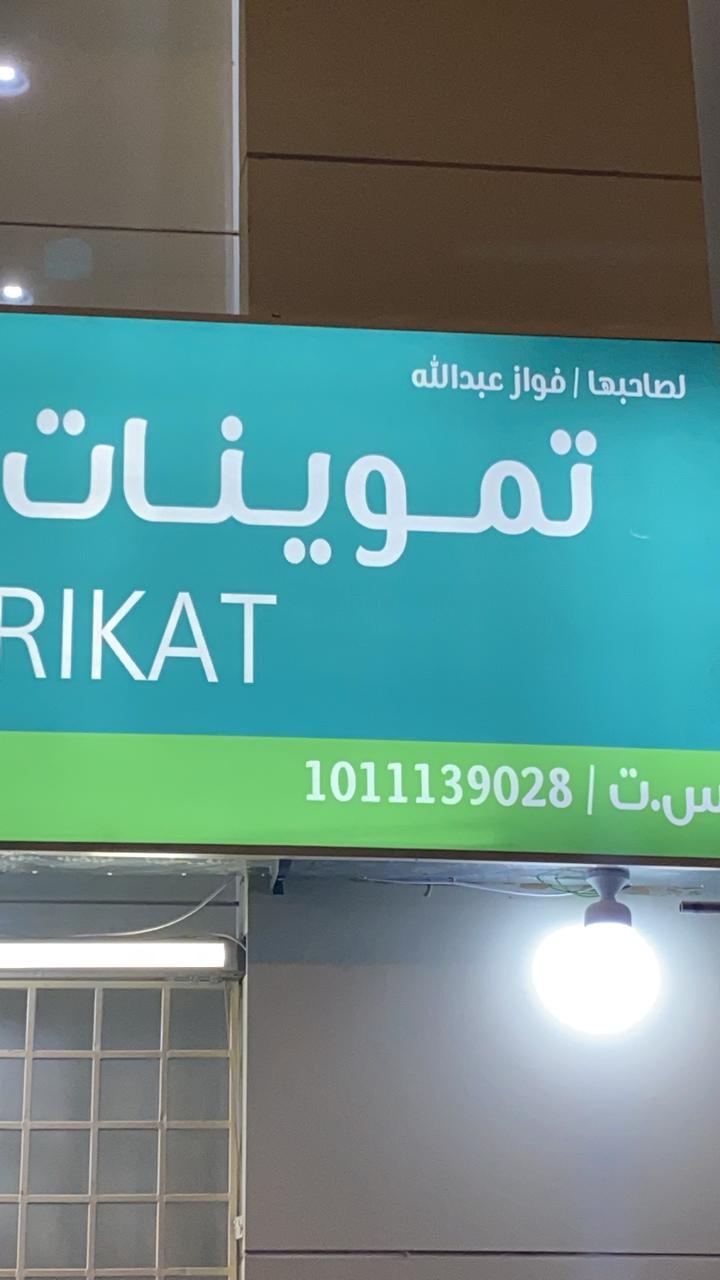 لصاحبها / فواز عبدالله
تموينات
RIKAT
س.ت | 1011139028